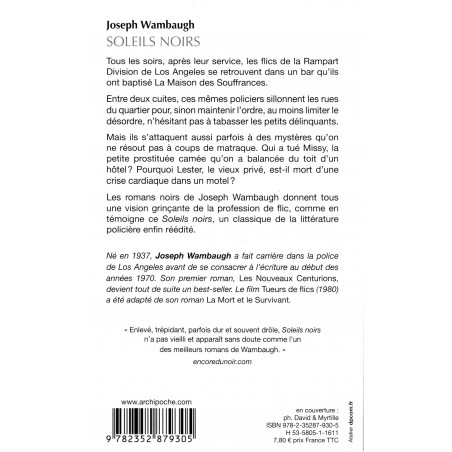 Joseph Wambaugh
SOLEILS NOIRS
Tous les soirs, après leur service, les flics de la Rampart
Division de Los Angeles se retrouvent dans un bar qu'ils
ont baptisé La Maison des Souffrances.
Entre deux cuites, ces mêmes policiers sillonnent les rues
du quartier pour, sinon maintenir l'ordre, au moins limiter le
désordre, n'hésitant pas à tabasser les petits délinquants.
Mais ils s'attaquent aussi parfois à des mystères qu'on
ne résout pas à coups de matraque. Qui a tué Missy, la
petite prostituée camée qu'on a balancée du toit d'un
hôtel ? Pourquoi Lester, le vieux privé, est-il mort d'une
crise cardiaque dans un motel ?
Les romans noirs de Joseph Wambaugh donnent tous
une vision grinçante de la profession de flic, comme en
témoigne ce Soleils noirs, un classique de la littérature
policière enfin réédité.
Né en 1937, Joseph Wambaugh a fait carrière dans la police
de Los Angeles avant de se consacrer à l'écriture au début des
années 1970. Son premier roman, Les Nouveaux Centurions,
devient tout de suite un best-seller. Le film Tueurs de flics (1980)
a été adapté de son roman La Mort et le Survivant.
« Enlevé, trépidant, parfois dur et souvent drôle, Soleils noirs
n'a pas vieilli et apparaît sans doute comme l'un
des meilleurs romans de Wambaugh. »
encoredunoir.com
www.archipoche.com
9 782352 879305
en couverture :
ph. David & Myrtille
ISBN 978-2-35287-930-5
H 53-5805-1-1611
7,80 € prix France TTC
Atelier dpcom.fr